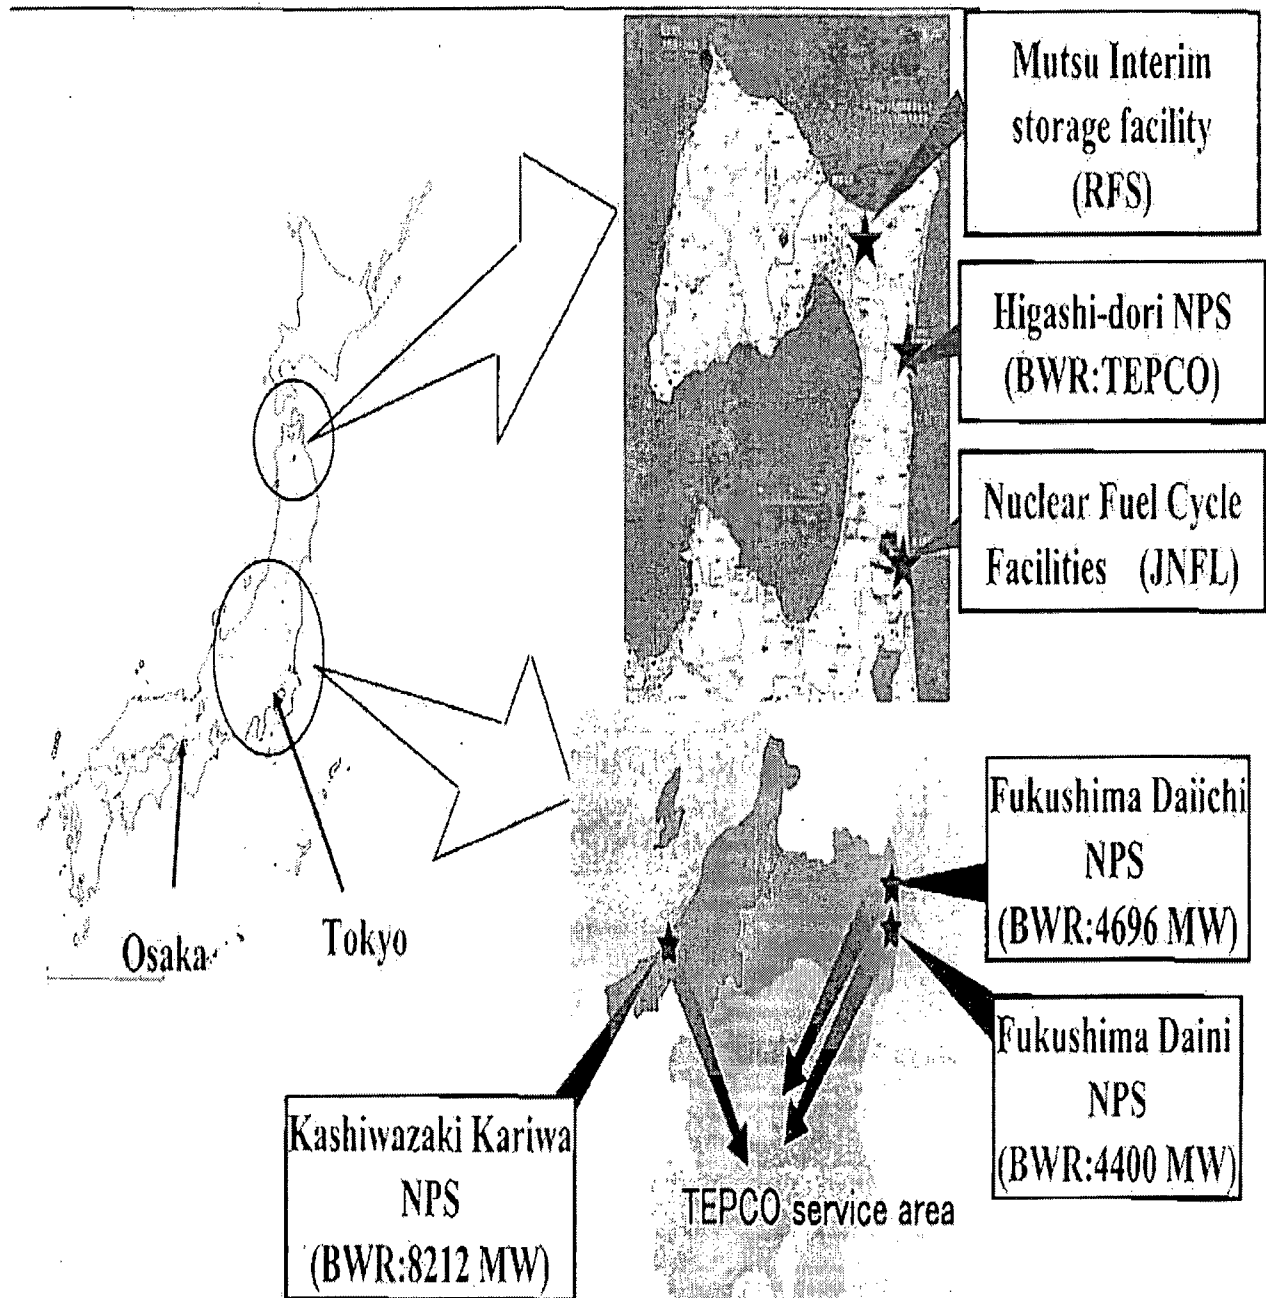 Mutsu Interim
storage facility
(RFS)
Higashi-dori NPS
(BWR:TEPCO)
Nuclear Fuel Cycle
Facilities (JNFL)
Osaka
Tokyo
Fukushima Daiichi
NPS
(BWR:4696 MW)
Fukushima Daini
NPS
(BWR:4400 MW)
Kashiwazaki Kariwa
NPS
(BWR:8212 MW)
TEPCO service area